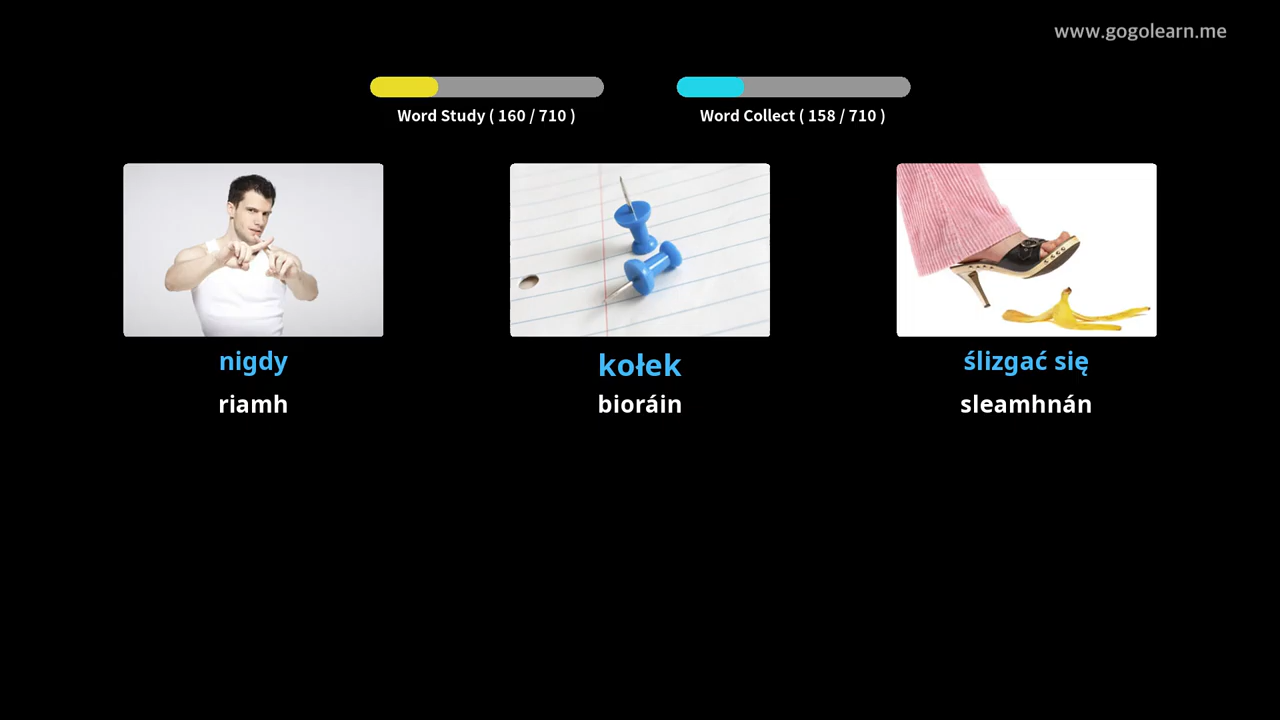 www.gogolearn.me
Word Study ( 160 / 710 )
Word Collect ( 158 / 710 )
nigdy
kołek
ślizgać się
riamh
bioráin
sleamhnán